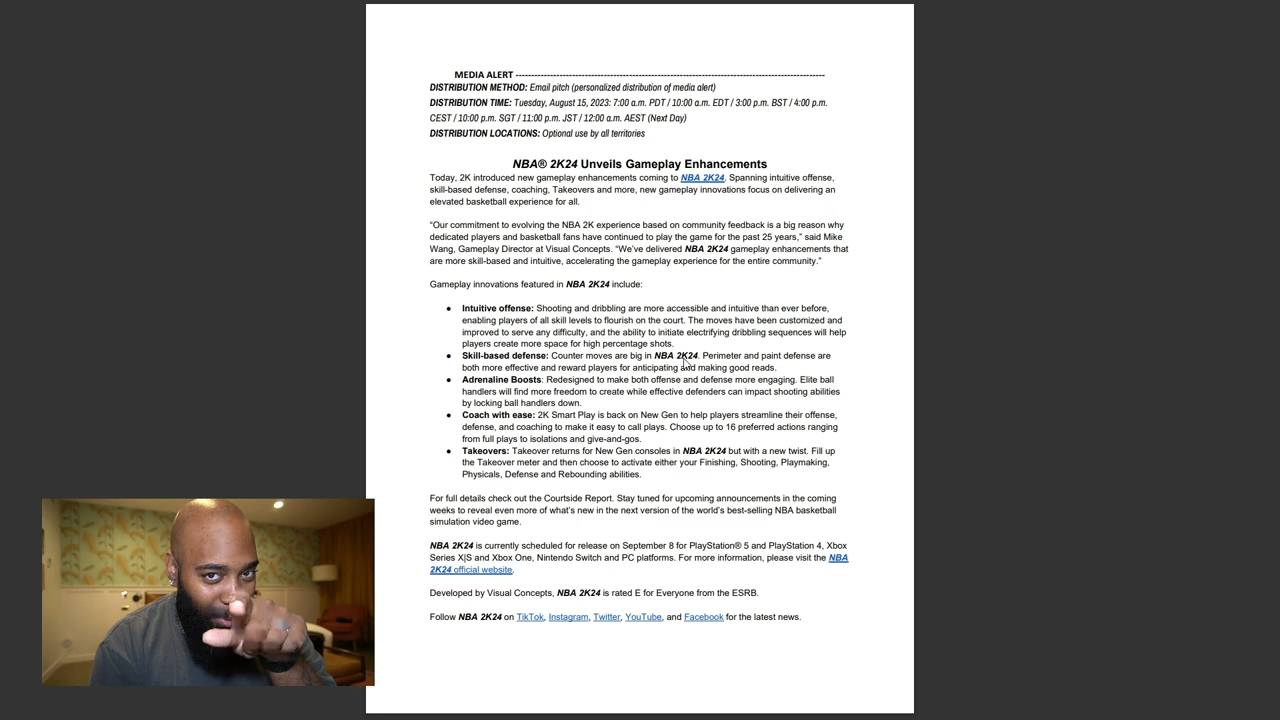 MEDIA ALERT -------------------------------------------------------------------------------------------------
DISTRIBUTION METHOD: Email pitch (personalized distribution of media alert)
DISTRIBUTION TIME: Tuesday, August 15, 2023: 7:00 a.m. PDT / 10:00 a.m. EDT / 3:00 p.m. BST / 4:00 p.m.
CEST / 10:00 p.m. SGT / 11:00 p.m. JST / 12:00 a.m. AEST (Next Day)
DISTRIBUTION LOCATIONS: Optional use by all territories
NBA® 2K24 Unveils Gameplay Enhancements
Today, 2K introduced new gameplay enhancements coming to NBA 2K24. Spanning intuitive offense,
skill-based defense, coaching, Takeovers and more, new gameplay innovations focus on delivering an
elevated basketball experience for all.
“Our commitment to evolving the NBA 2K experience based on community feedback is a big reason why
dedicated players and basketball fans have continued to play the game for the past 25 years,” said Mike
Wang, Gameplay Director at Visual Concepts. “We’ve delivered NBA 2K24 gameplay enhancements that
are more skill-based and intuitive, accelerating the gameplay experience for the entire community.”
Gameplay innovations featured in NBA 2K24 include:
● Intuitive offense: Shooting and dribbling are more accessible and intuitive than ever before,
enabling players of all skill levels to flourish on the court. The moves have been customized and
improved to serve any difficulty, and the ability to initiate electrifying dribbling sequences will help
players create more space for high percentage shots.
● Skill-based defense: Counter moves are big in NBA 2K24. Perimeter and paint defense are
both more effective and reward players for anticipating and making good reads.
● Adrenaline Boosts: Redesigned to make both offense and defense more engaging. Elite ball
handlers will find more freedom to create while effective defenders can impact shooting abilities
by locking ball handlers down.
● Coach with ease: 2K Smart Play is back on New Gen to help players streamline their offense,
defense, and coaching to make it easy to call plays. Choose up to 16 preferred actions ranging
from full plays to isolations and give-and-gos.
● Takeovers: Takeover returns for New Gen consoles in NBA 2K24 but with a new twist. Fill up
the Takeover meter and then choose to activate either your Finishing, Shooting, Playmaking,
Physicals, Defense and Rebounding abilities.
For full details check out the Courtside Report. Stay tuned for upcoming announcements in the coming
weeks to reveal even more of what’s new in the next version of the world’s best-selling NBA basketball
simulation video game.
NBA 2K24 is currently scheduled for release on September 8 for PlayStation® 5 and PlayStation 4, Xbox
Series X|S and Xbox One, Nintendo Switch and PC platforms. For more information, please visit the NBA
2K24 official website.
Developed by Visual Concepts, NBA 2K24 is rated E for Everyone from the ESRB.
Follow NBA 2K24 on TikTok, Instagram, Twitter, YouTube, and Facebook for the latest news.